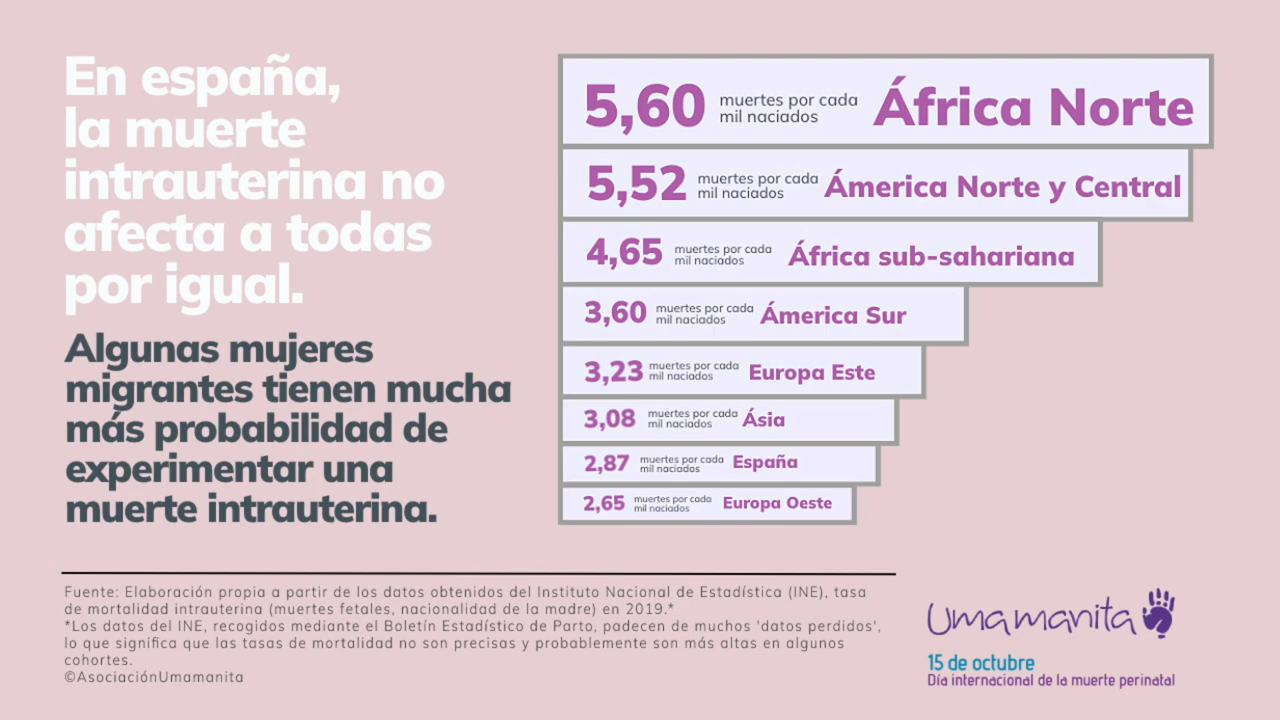 En españa,
la muerte
intrauterina no
afecta a todas
por igual.
Algunas mujeres
migrantes tienen mucha
más probabilidad de
experimentar una
muerte intrauterina.
5,60 muertes por cada mil naciados África Norte
5,52 muertes por cada mil naciados Ámerica Norte y Central
4,65 muertes por cada mil naciados África sub-sahariana
3,60 muertes por cada mil naciados Ámerica Sur
3,23 muertes por cada mil naciados Europa Este
3,08 muertes por cada mil naciados Ásia
2,87 muertes por cada mil naciados España
2,65 muertes por cada mil naciados Europa Oeste
Fuente: Elaboración propia a partir de los datos obtenidos del Instituto Nacional de Estadística (INE), tasa
de mortalidad intrauterina (muertes fetales, nacionalidad de la madre) en 2019.*
*Los datos del INE, recogidos mediante el Boletín Estadístico de Parto, padecen de muchos 'datos perdidos',
lo que significa que las tasas de mortalidad no son precisas y probablemente son más altas en algunos
cohortes.
©AsociaciónUmamanita
Umamanita
15 de octubre
Día internacional de la muerte perinatal